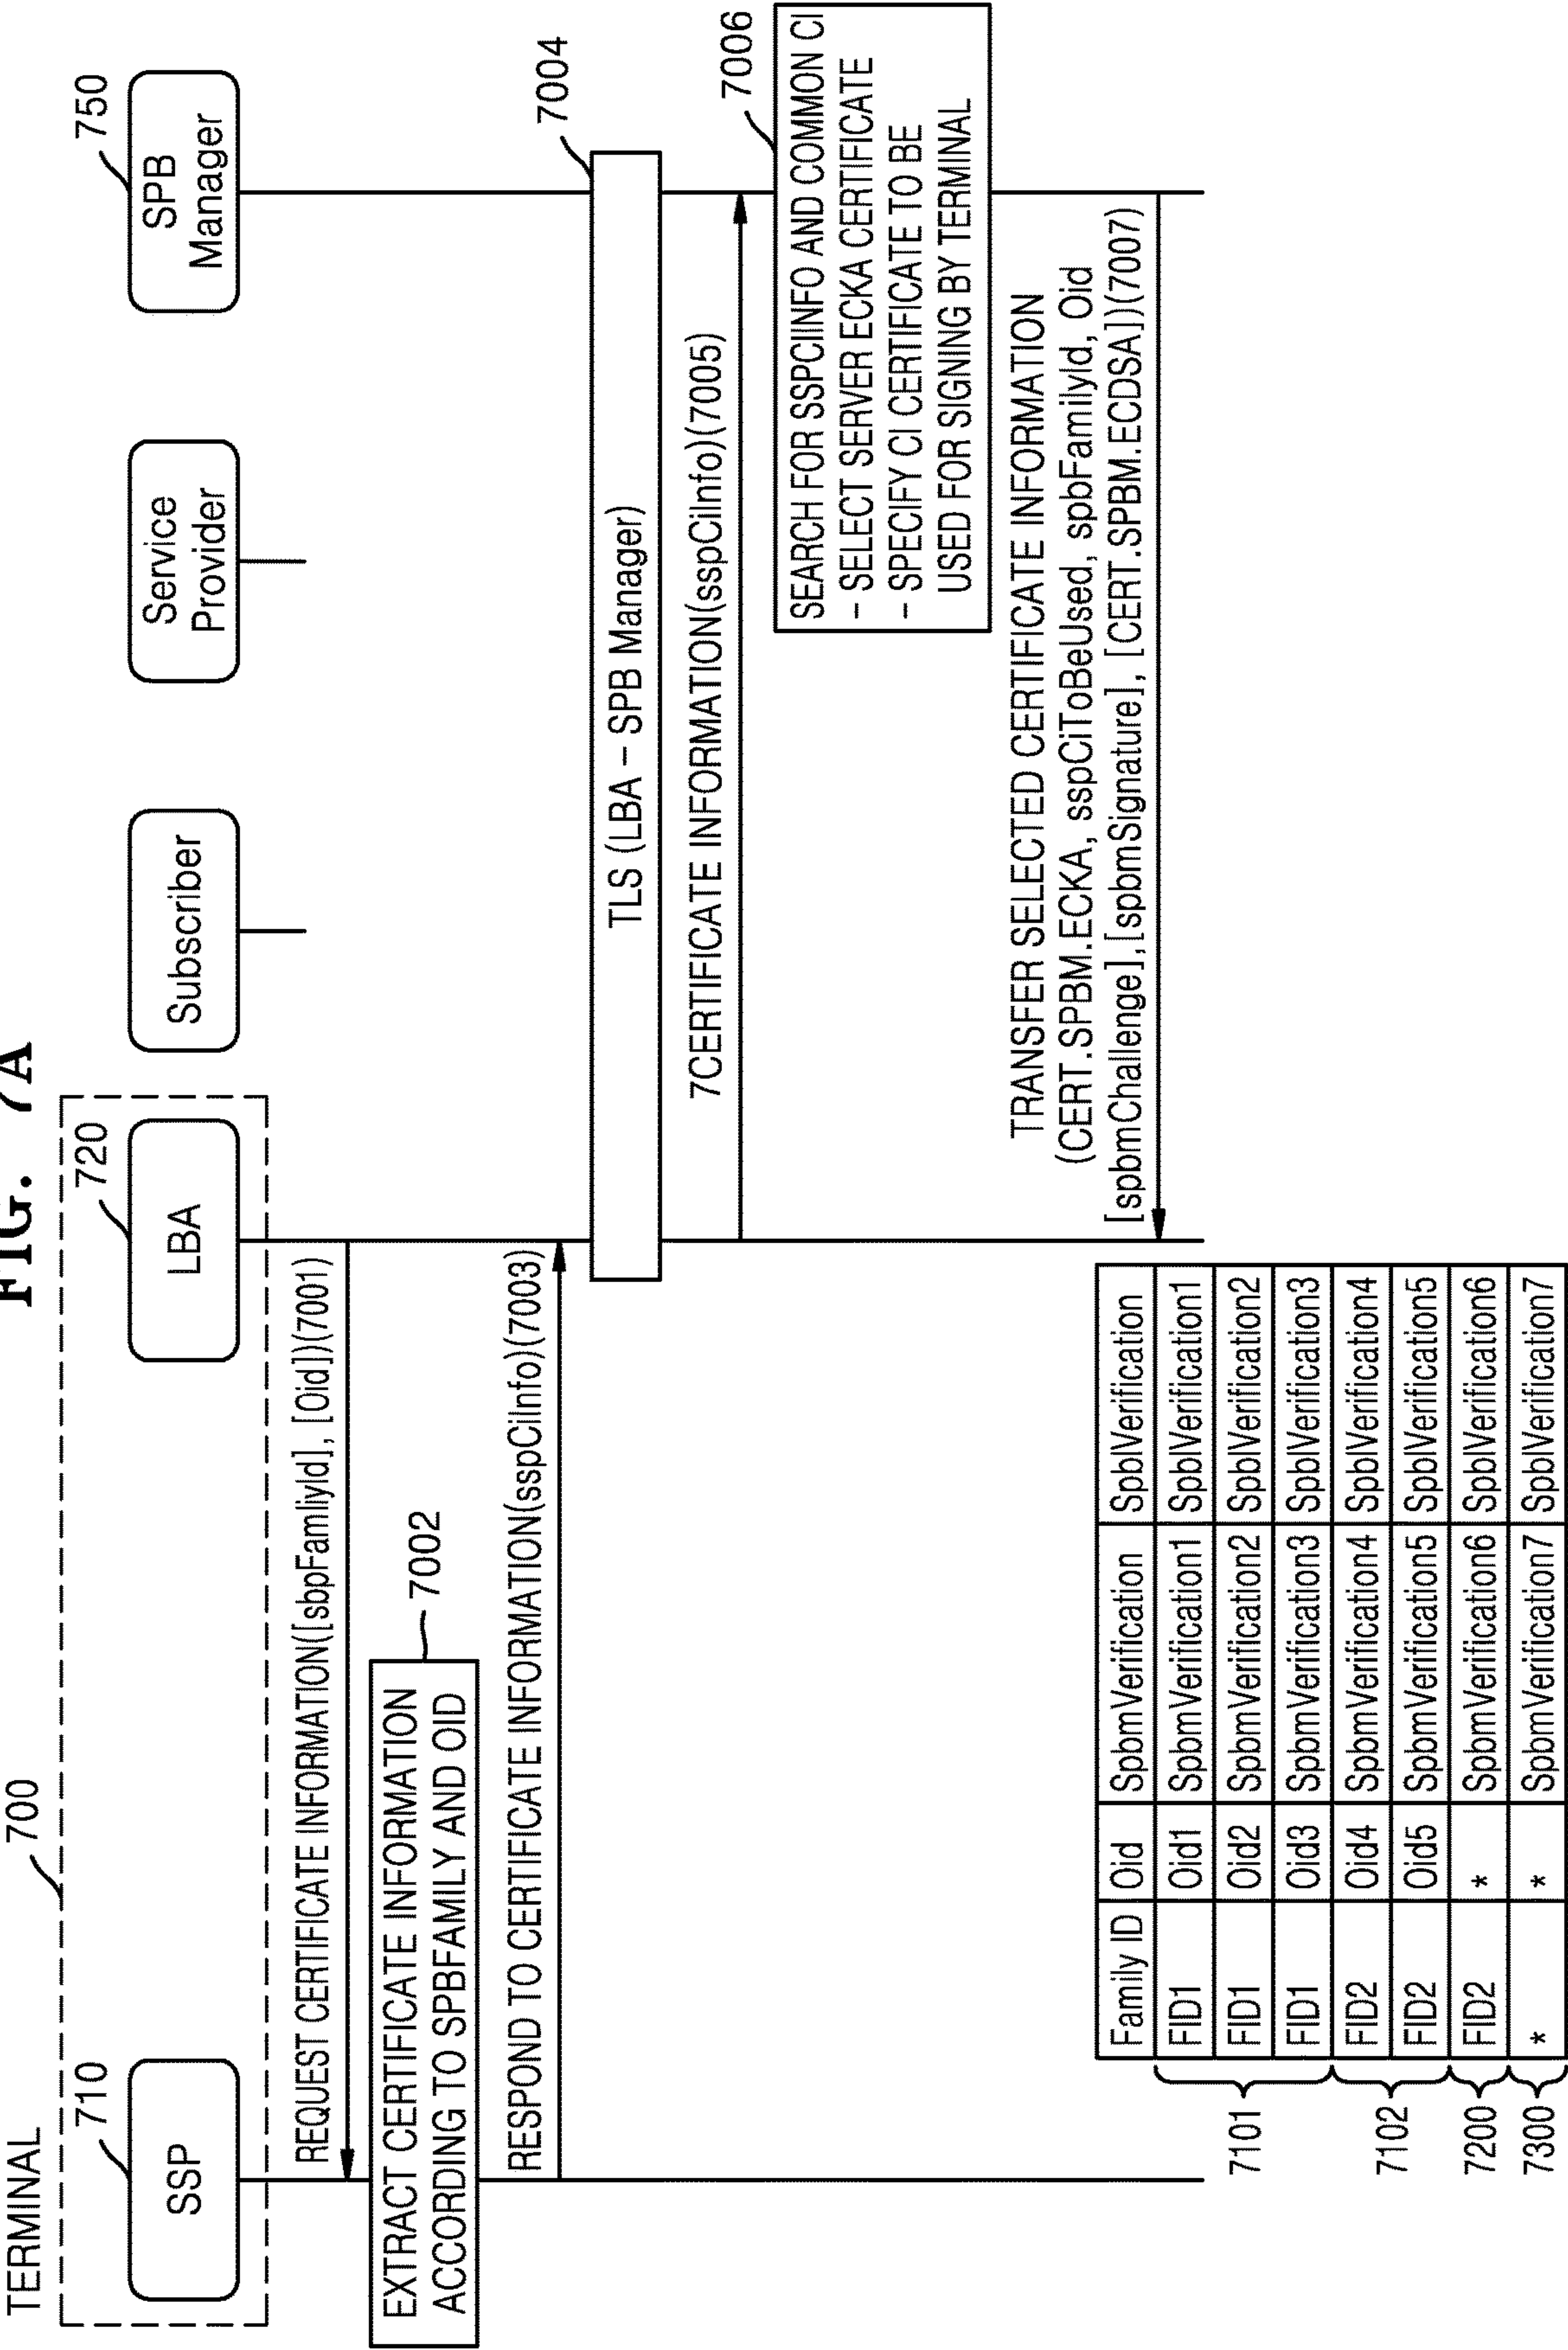 FIG. 7A
TERMINAL
700
710
SSP
720
LBA
Subscriber
Service
Provider
750
SPB
Manager
REQUEST CERTIFICATE INFORMATION([sbpFamliyId], [Oid])(7001)
EXTRACT CERTIFICATE INFORMATION
ACCORDING TO SPBFAMILY AND OID
7002
RESPOND TO CERTIFICATE INFORMATION(sspCiInfo)(7003)
TLS (LBA – SPB Manager)
7004
7CERTIFICATE INFORMATION(sspCiInfo)(7005)
7006
SEARCH FOR SSPCIINFO AND COMMON CI
- SELECT SERVER ECKA CERTIFICATE
- SPECIFY CI CERTIFICATE TO BE
USED FOR SIGNING BY TERMINAL
TRANSFER SELECTED CERTIFICATE INFORMATION
(CERT.SPBM.ECKA, sspCiToBeUsed, spbFamilyId, Oid
[spbmChallenge],[spbmSignature], [CERT.SPBM.ECDSA])(7007)
Family ID Oid SpbmVerification SpblVerification
FID1 Oid1 SpbmVerification1 SpblVerification1
FID1 Oid2 SpbmVerification2 SpblVerification2
FID1 Oid3 SpbmVerification3 SpblVerification3
FID2 Oid4 SpbmVerification4 SpblVerification4
FID2 Oid5 SpbmVerification5 SpblVerification5
FID2 * SpbmVerification6 SpblVerification6
* * SpbmVerification7 SpblVerification7
7101
7102
7200
7300